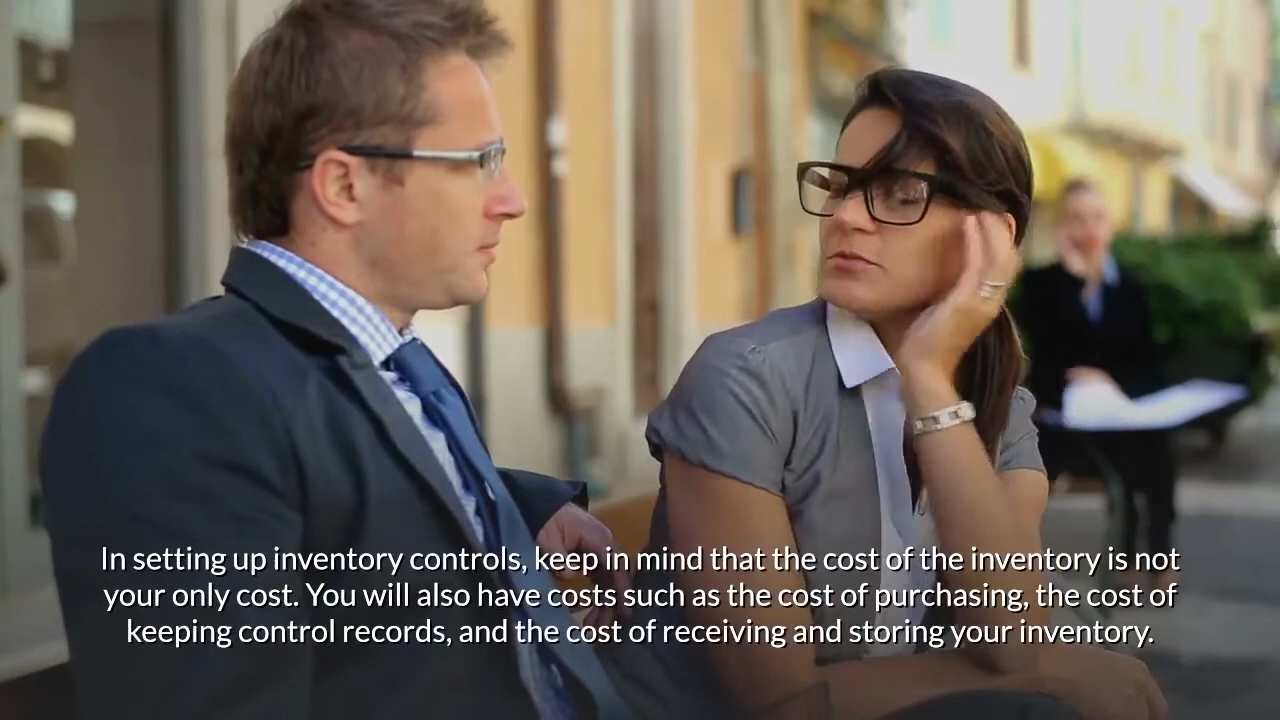 In setting up inventory controls, keep in mind that the cost of the inventory is not
your only cost. You will also have costs such as the cost of purchasing, the cost of
keeping control records, and the cost of receiving and storing your inventory.